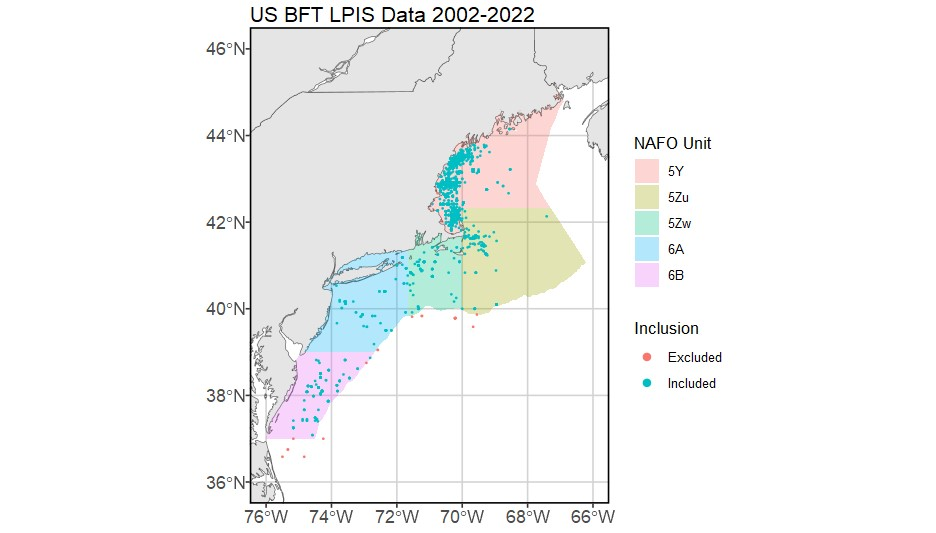 US BFT LPIS Data 2002-2022
46°N
44°N
42°N
40°N
38°N
36°N
76°W 74°W 72°W 70°W 68°W 66°W
NAFO Unit
5Y
5Zu
5Zw
6A
6B
Inclusion
Excluded
Included